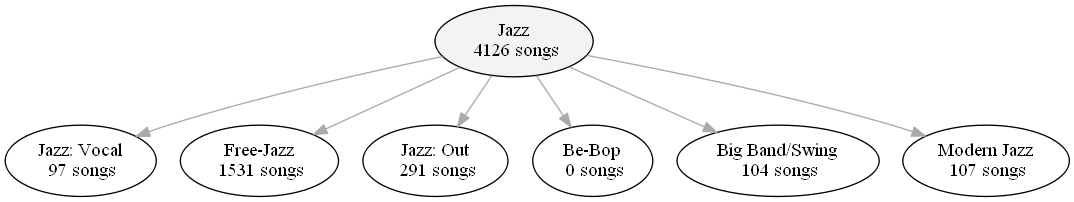 Jazz
4126 songs
Jazz: Vocal
97 songs
Free-Jazz
1531 songs
Jazz: Out
291 songs
Be-Bop
0 songs
Big Band/Swing
104 songs
Modern Jazz
107 songs